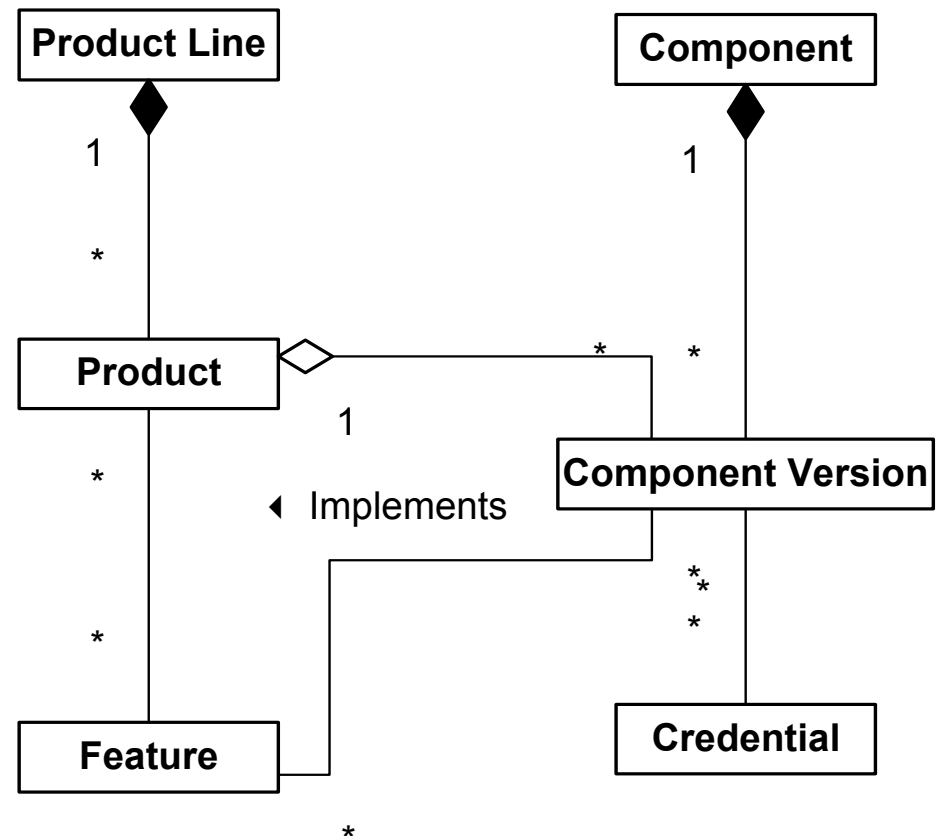 Product Line
Component
1
1
*
* *
Product
1
Component Version
*
◀ Implements
*
*
*
*
Credential
Feature
*